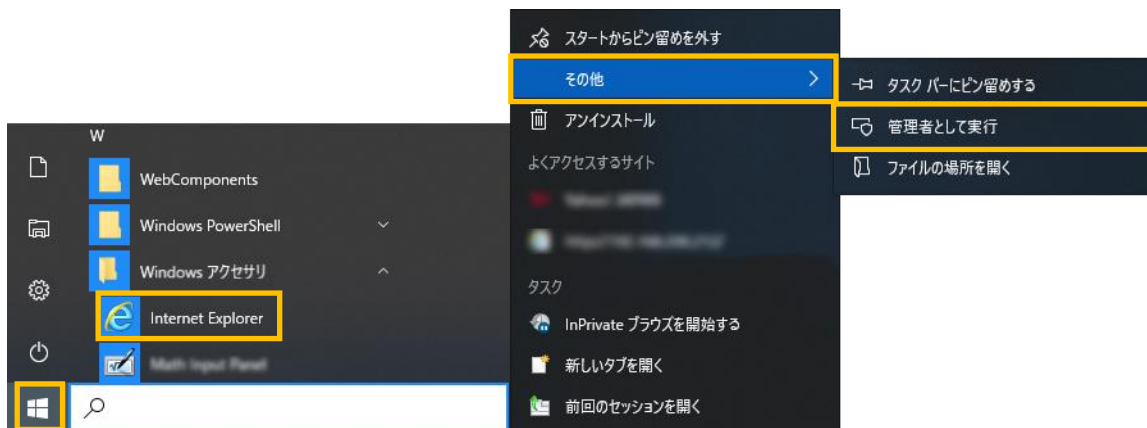 W
WebComponents
Windows PowerShell
Windows アクセサリ
Internet Explorer
スタートからピン留めを外す
その他
アンインストール
よくアクセスするサイト
タスク
InPrivate ブラウズを開始する
新しいタブを開く
前回のセッションを開く
タスク バーにピン留めする
管理者として実行
ファイルの場所を開く